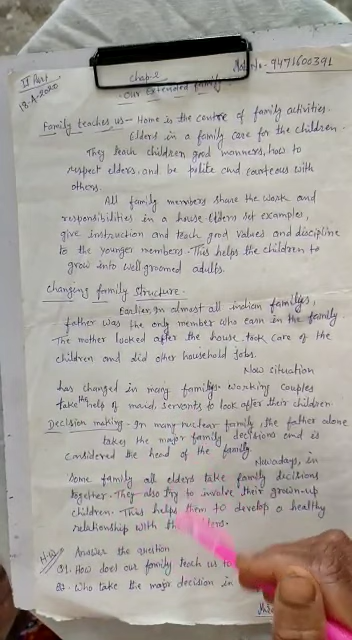 II Part
13-4-2020
Mob. No- 9471600391
Chap-2
Our Extended family
Family teaches us - Home is the centre of family activities.
Elders in a family care for the children.
They teach children good manners, how to
respect elders, and be polite and courteous with
others.
All family members share the work and
responsibilities in a house. Elders set examples,
give instruction and teach good values and discipline
to the younger members. This helps the children to
grow into well groomed adults.
Changing family Structure.
Earlier, in almost all indian families,
father was the only member who earn in the family.
The mother looked after the house, took care of the
children and did other household jobs.
Now situation
has changed in many family. Working couples
take the help of maid, servants to look after their children.
Decision making - In many nuclear family, the father alone
takes the major family decisions and is
considered the head of the family.
Nowadays, in
some family all elders take family decisions
together. They also try to involve their grown-up
children. This helps them to develop a healthy
relationship with
H.W Answer the question
Q1. How does our family teach us to
Q2. Who take the major decision in